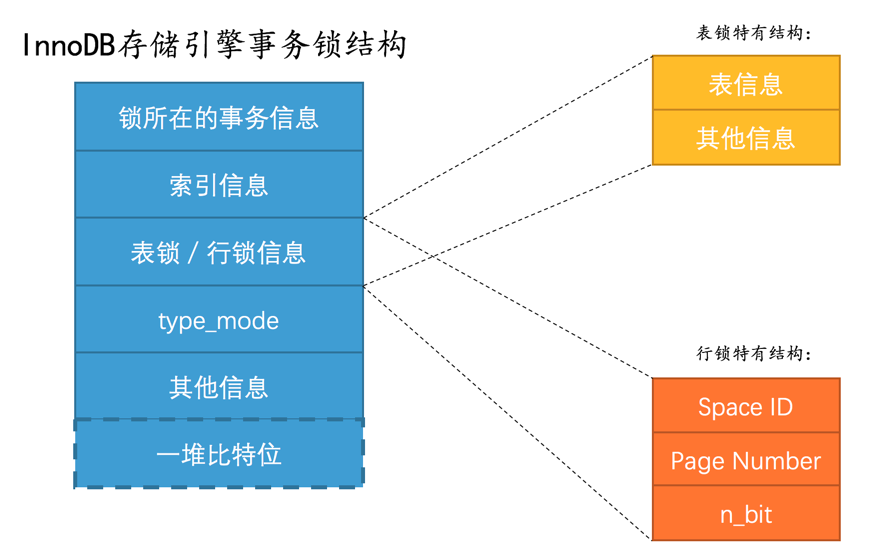 InnoDB存储引擎事务锁结构
锁所在的事务信息
索引信息
表锁 / 行锁信息
type_mode
其他信息
一堆比特位
表锁特有结构：
表信息
其他信息
行锁特有结构：
Space ID
Page Number
n_bit